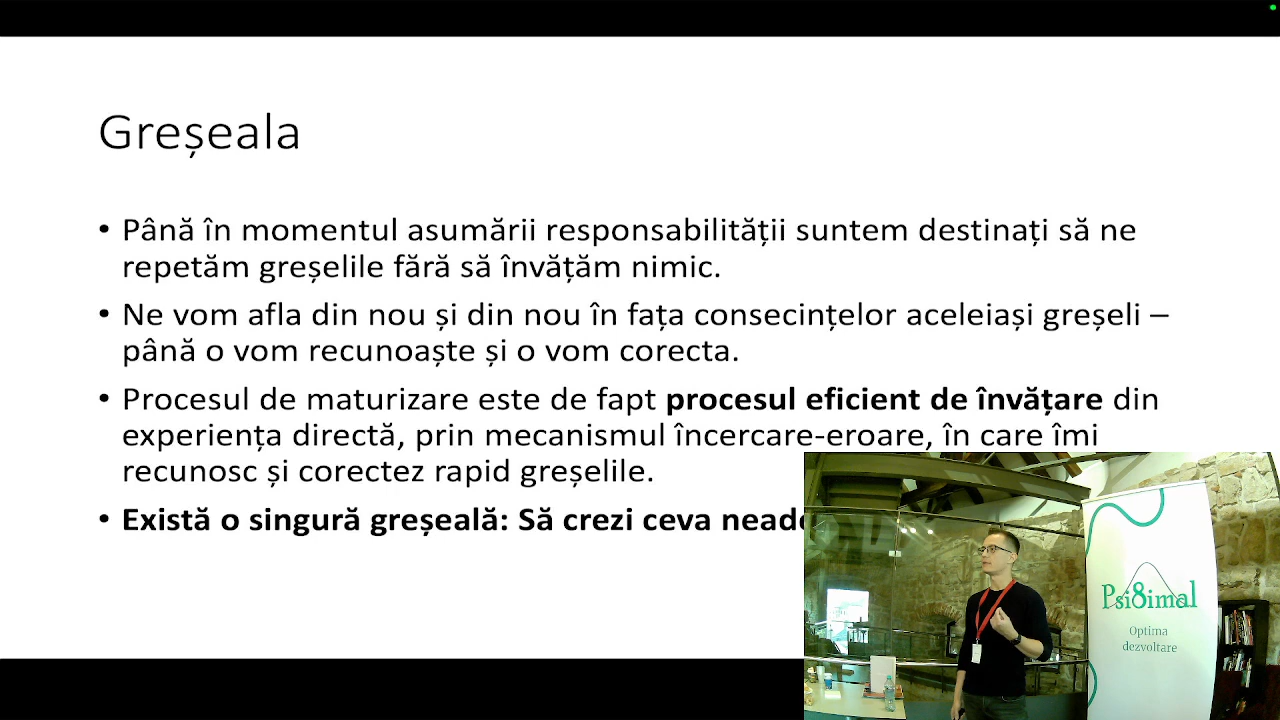 Greșeala
• Până în momentul asumării responsabilității suntem destinați să ne
repetăm greșelile fără să învățăm nimic.
• Ne vom afla din nou și din nou în fața consecințelor aceleiași greșeli –
până o vom recunoaște și o vom corecta.
• Procesul de maturizare este de fapt procesul eficient de învățare din
experiența directă, prin mecanismul încercare-eroare, în care îmi
recunosc și corectez rapid greșelile.
• Există o singură greșeală: Să crezi ceva
Psi8imal
Optima
dezvoltare